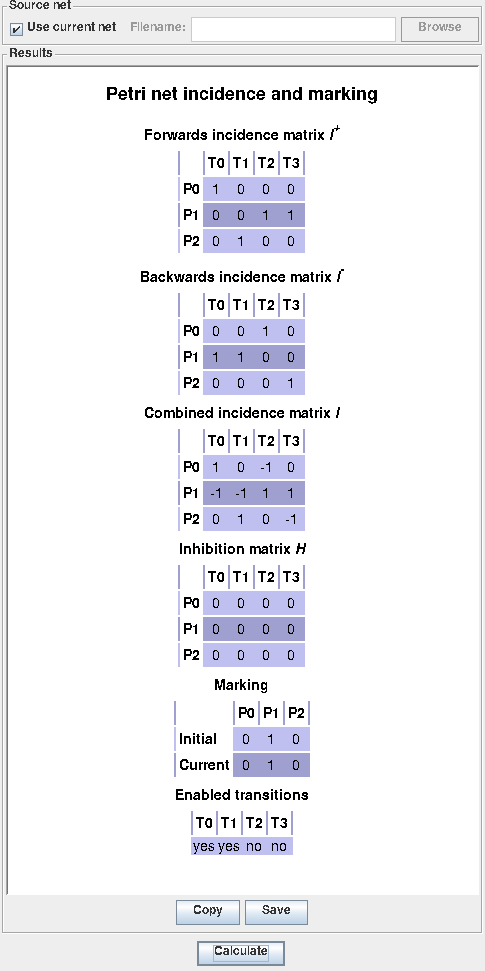 Source net
Use current net Filename: Browse
Results
Petri net incidence and marking
Forwards incidence matrix I+
T0 T1 T2 T3
P0 1 0 0 0
P1 0 0 1 1
P2 0 1 0 0
Backwards incidence matrix I-
T0 T1 T2 T3
P0 0 0 1 0
P1 1 1 0 0
P2 0 0 0 1
Combined incidence matrix I
T0 T1 T2 T3
P0 1 0 -1 0
P1 -1 -1 1 1
P2 0 1 0 -1
Inhibition matrix H
T0 T1 T2 T3
P0 0 0 0 0
P1 0 0 0 0
P2 0 0 0 0
Marking
P0 P1 P2
Initial 0 1 0
Current 0 1 0
Enabled transitions
T0 T1 T2 T3
yes yes no no
Copy Save
Calculate